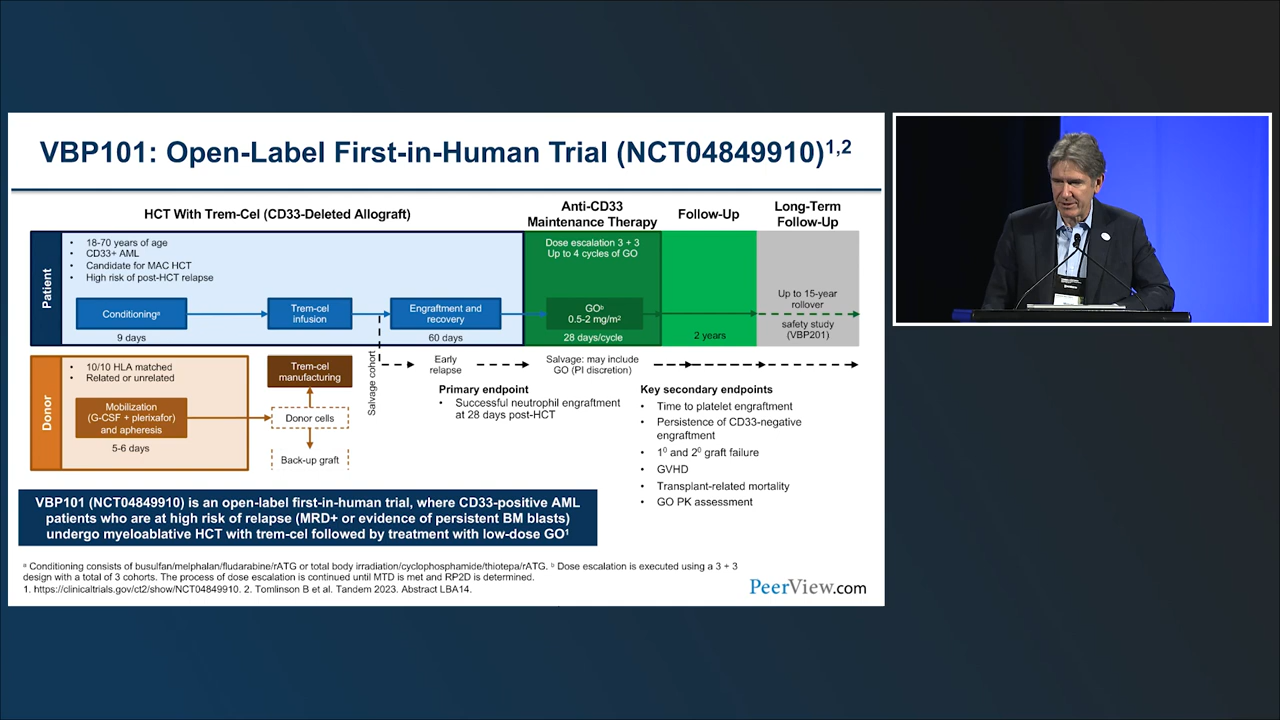 VBP101: Open-Label First-in-Human Trial (NCT04849910)1,2
HCT With Trem-Cel (CD33-Deleted Allograft)
Anti-CD33
Maintenance Therapy
Follow-Up
Long-Term
Follow-Up
Patient
• 18-70 years of age
• CD33+ AML
• Candidate for MAC HCT
• High risk of post-HCT relapse
Conditioninga
9 days
Trem-cel
infusion
Engraftment and
recovery
60 days
Dose escalation 3 + 3
Up to 4 cycles of GO
GOb
0.5-2 mg/m2
28 days/cycle
2 years
Up to 15-year
rollover
safety study
(VBP201)
Salvage cohort
Early
relapse
Salvage: may include
GO (PI discretion)
Donor
• 10/10 HLA matched
• Related or unrelated
Mobilization
(G-CSF + plerixafor)
and apheresis
5-6 days
Trem-cel
manufacturing
Donor cells
Back-up graft
Primary endpoint
• Successful neutrophil engraftment
at 28 days post-HCT
Key secondary endpoints
• Time to platelet engraftment
• Persistence of CD33-negative
engraftment
• 10 and 20 graft failure
• GVHD
• Transplant-related mortality
• GO PK assessment
VBP101 (NCT04849910) is an open-label first-in-human trial, where CD33-positive AML
patients who are at high risk of relapse (MRD+ or evidence of persistent BM blasts)
undergo myeloablative HCT with trem-cel followed by treatment with low-dose GO1
a Conditioning consists of busulfan/melphalan/fludarabine/rATG or total body irradiation/cyclophosphamide/thiotepa/rATG. b Dose escalation is executed using a 3 + 3
design with a total of 3 cohorts. The process of dose escalation is continued until MTD is met and RP2D is determined.
1. https://clinicaltrials.gov/ct2/show/NCT04849910. 2. Tomlinson B et al. Tandem 2023. Abstract LBA14.
PeerView.com